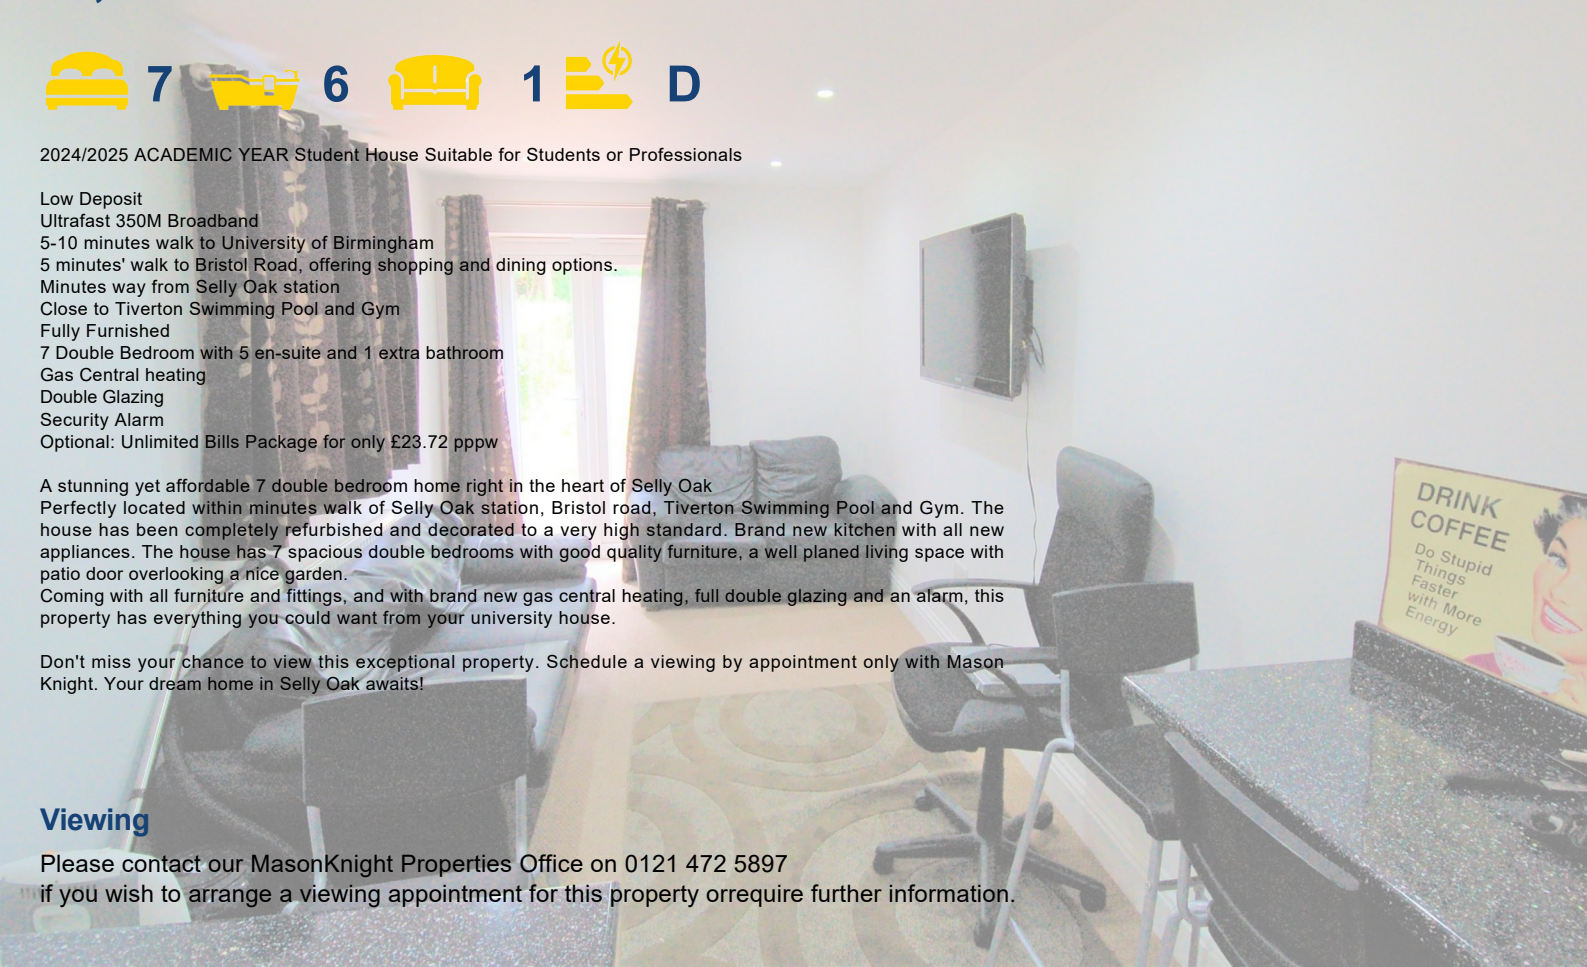 7 6 1 D
2024/2025 ACADEMIC YEAR Student House Suitable for Students or Professionals
Low Deposit
Ultrafast 350M Broadband
5-10 minutes walk to University of Birmingham
5 minutes' walk to Bristol Road, offering shopping and dining options.
Minutes way from Selly Oak station
Close to Tiverton Swimming Pool and Gym
Fully Furnished
7 Double Bedroom with 5 en-suite and 1 extra bathroom
Gas Central heating
Double Glazing
Security Alarm
Optional: Unlimited Bills Package for only £23.72 pppw
A stunning yet affordable 7 double bedroom home right in the heart of Selly Oak
Perfectly located within minutes walk of Selly Oak station, Bristol road, Tiverton Swimming Pool and Gym. The
house has been completely refurbished and decorated to a very high standard. Brand new kitchen with all new
appliances. The house has 7 spacious double bedrooms with good quality furniture, a well planed living space with
patio door overlooking a nice garden.
Coming with all furniture and fittings, and with brand new gas central heating, full double glazing and an alarm, this
property has everything you could want from your university house.
Don't miss your chance to view this exceptional property. Schedule a viewing by appointment only with Mason
Knight. Your dream home in Selly Oak awaits!
DRINK
COFFEE
Do Stupid
Things
Faster
with More
Energy
Viewing
Please contact our MasonKnight Properties Office on 0121 472 5897
if you wish to arrange a viewing appointment for this property orrequire further information.